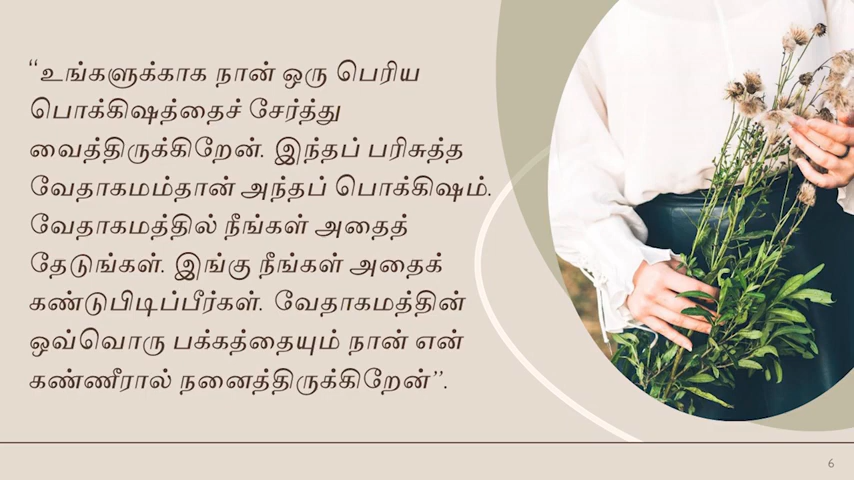 “உங்களுக்காக நான் ஒரு பெரிய
பொக்கிஷத்தைச் சேர்த்து
வைத்திருக்கிறேன். இந்தப் பரிசுத்த
வேதாகமம்தான் அந்தப் பொக்கிஷம்.
வேதாகமத்தில் நீங்கள் அதைத்
தேடுங்கள். இங்கு நீங்கள் அதைக்
கண்டுபிடிப்பீர்கள். வேதாகமத்தின்
ஒவ்வொரு பக்கத்தையும் நான் என்
கண்ணீரால் நனைத்திருக்கிறேன்”.
6